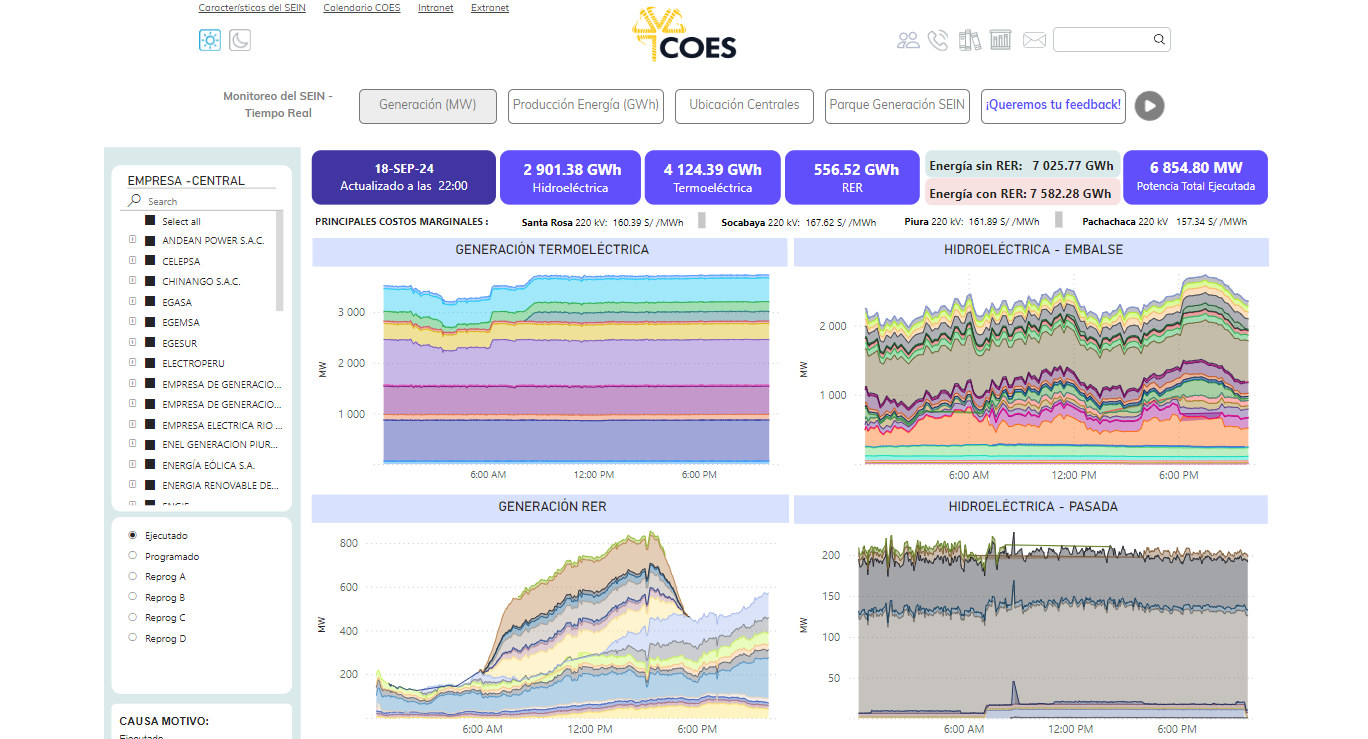 Características del SEIN Calendario COES Intranet Extranet
COES
Monitoreo del SEIN -
Tiempo Real
Generación (MW) Producción Energía (GWh) Ubicación Centrales Parque Generación SEIN ¡Queremos tu feedback!
EMPRESA -CENTRAL
Search
Select all
ANDEAN POWER S.A.C.
CELEPSA
CHINANGO S.A.C.
EGASA
EGEMSA
EGESUR
ELECTROPERU
EMPRESA DE GENERACIO...
EMPRESA DE GENERACIO...
EMPRESA ELECTRICA RIO ...
ENEL GENERACION PIUR...
ENERGÍA EÓLICA S.A.
ENERGIA RENOVABLE DE...
ENGIE
Ejecutado
Programado
Reprog A
Reprog B
Reprog C
Reprog D
CAUSA MOTIVO:
Ejecutado
18-SEP-24
Actualizado a las 22:00
2 901.38 GWh
Hidroeléctrica
4 124.39 GWh
Termoeléctrica
556.52 GWh
RER
Energía sin RER: 7 025.77 GWh
Energía con RER: 7 582.28 GWh
6 854.80 MW
Potencia Total Ejecutada
PRINCIPALES COSTOS MARGINALES : Santa Rosa 220 kV: 160.39 S/ /MWh Socabaya 220 kV: 167.62 S/ /MWh Piura 220 kV: 161.89 S/ /MWh Pachachaca 220 kV 157.34 S/ /MWh
GENERACIÓN TERMOELÉCTRICA
3 000
2 000
1 000
MW
6:00 AM 12:00 PM 6:00 PM
HIDROELÉCTRICA - EMBALSE
2 000
1 000
MW
6:00 AM 12:00 PM 6:00 PM
GENERACIÓN RER
800
600
400
200
MW
6:00 AM 12:00 PM 6:00 PM
HIDROELÉCTRICA - PASADA
200
150
100
50
MW
6:00 AM 12:00 PM 6:00 PM